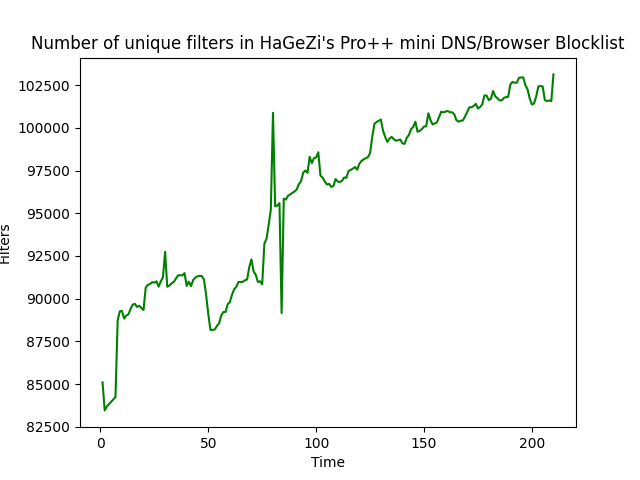 Number of unique filters in HaGeZi's Pro++ mini DNS/Browser Blocklist
102500
100000
97500
95000
92500
90000
87500
85000
82500
Filters
0 50 100 150 200
Time